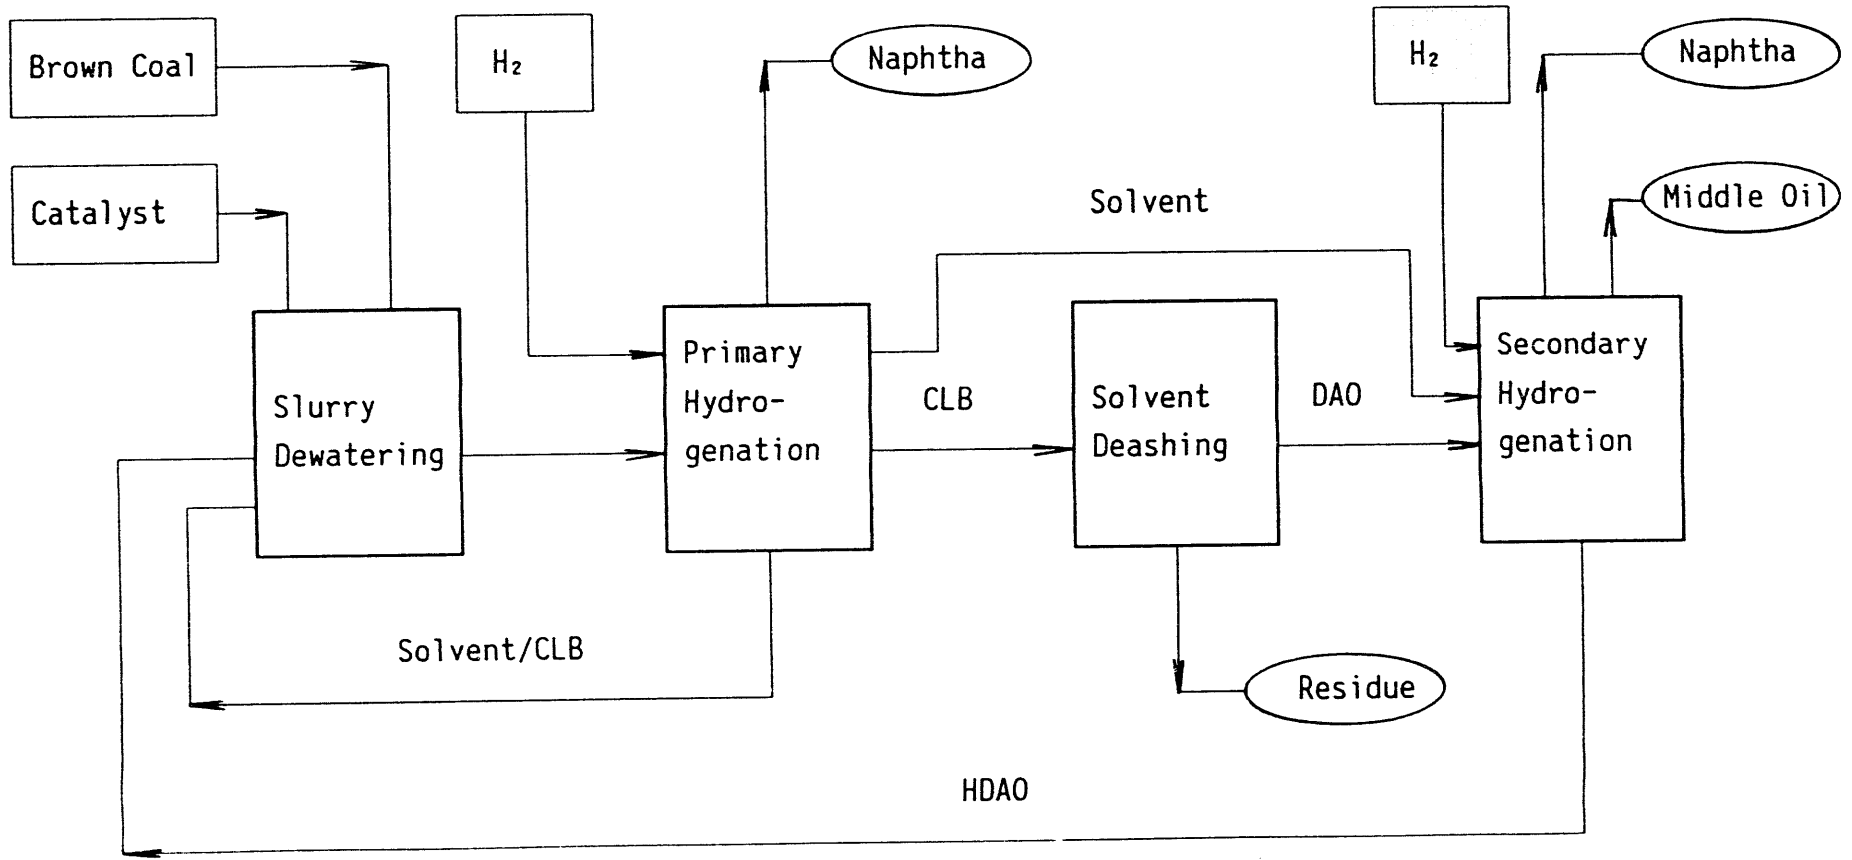 Brown Coal
H₂
Naphtha
H₂
Naphtha
Catalyst
Solvent
Middle Oil
Slurry
Dewatering
Primary
Hydro-
genation
CLB
Solvent
Deashing
DAO
Secondary
Hydro-
genation
Solvent/CLB
Residue
HDAO